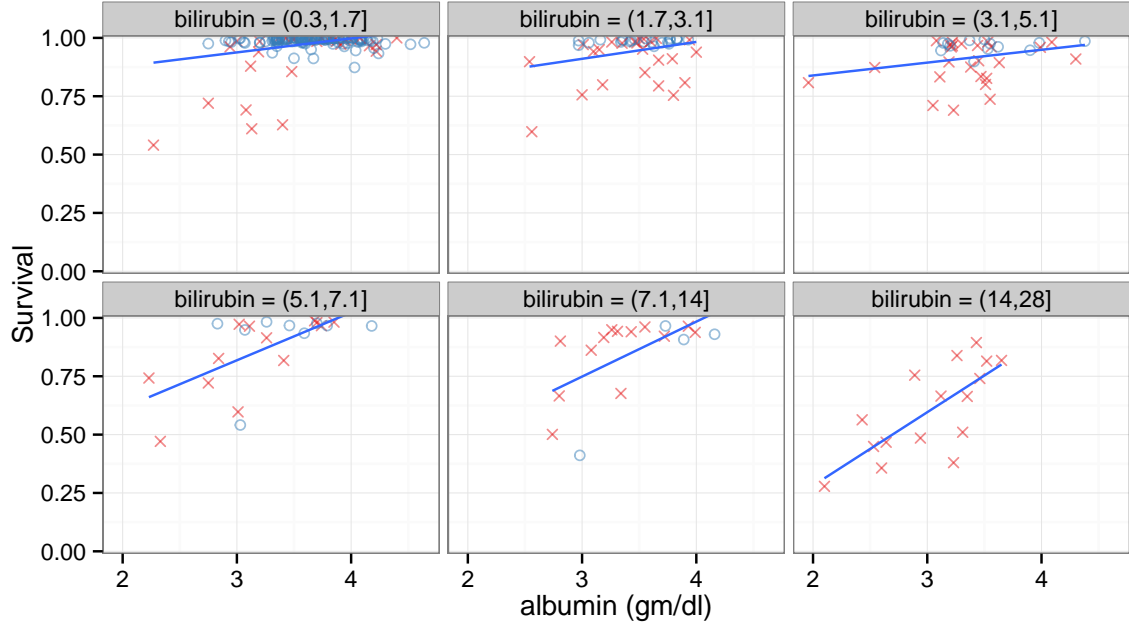 bilirubin = (0.3,1.7]
bilirubin = (1.7,3.1]
bilirubin = (3.1,5.1]
1.00
0.75
0.50
0.25
0.00
Survival
bilirubin = (5.1,7.1]
bilirubin = (7.1,14]
bilirubin = (14,28]
1.00
0.75
0.50
0.25
0.00
2 3 4
2 3 4
2 3 4
albumin (gm/dl)